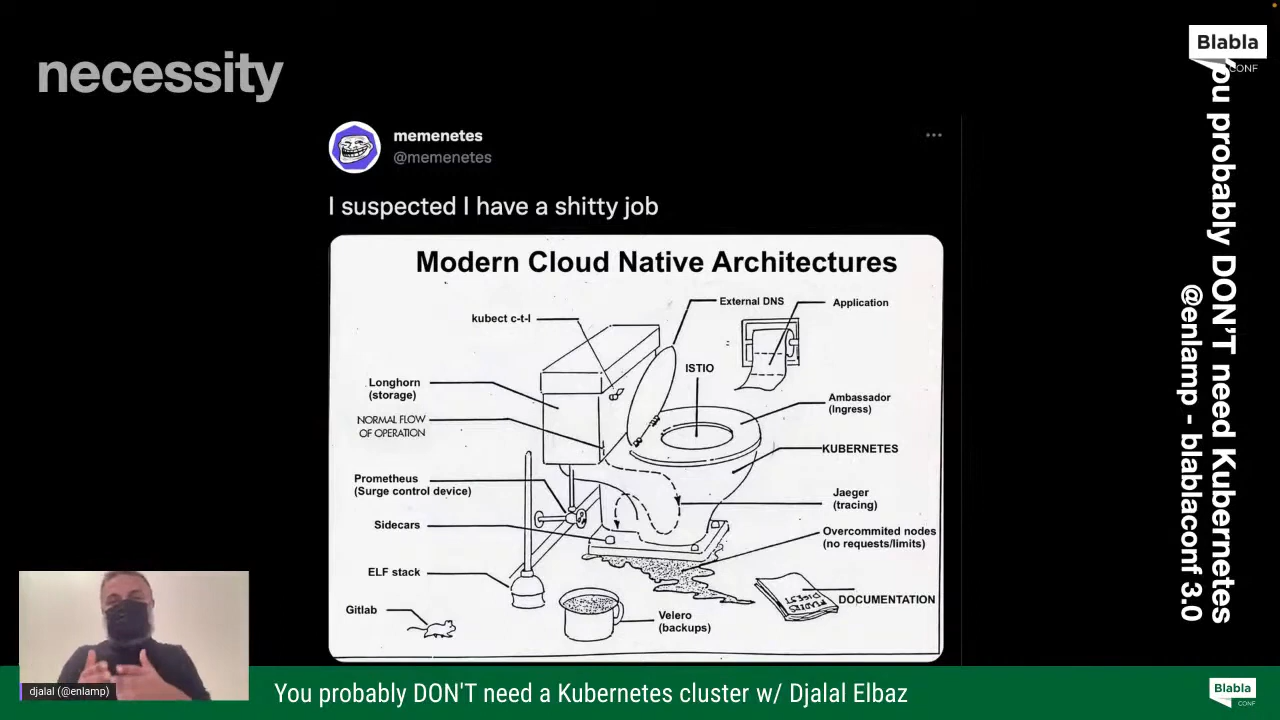 necessity
memenetes
@memenetes
I suspected I have a shitty job
Modern Cloud Native Architectures
External DNS
Application
kubect c-t-l
ISTIO
Longhorn
(storage)
Ambassador
(Ingress)
NORMAL FLOW
OF OPERATION
KUBERNETES
Prometheus
(Surge control device)
Jaeger
(tracing)
Sidecars
Overcommited nodes
(no requests/limits)
ELF stack
DOCUMENTATION
Gitlab
Velero
(backups)
Blabla
CONF
You probably DON'T need Kubernetes
@enlamp - blablaconf 3.0
djalal (@enlamp)
You probably DON'T need a Kubernetes cluster w/ Djalal Elbaz
Blabla
CONF